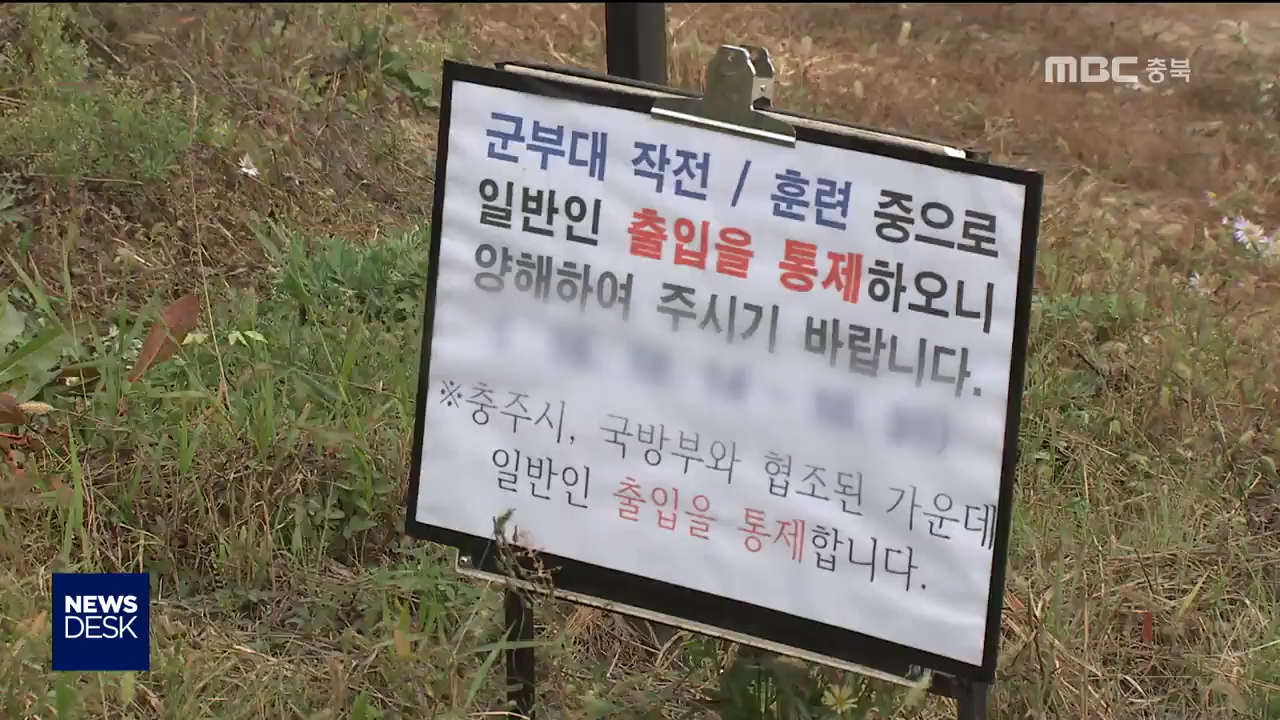 MBC 충북
군부대 작전 / 훈련 중으로
일반인 출입을 통제하오니
양해하여 주시기 바랍니다.
※충주시, 국방부와 협조된 가운데
일반인 출입을 통제합니다.
NEWS
DESK